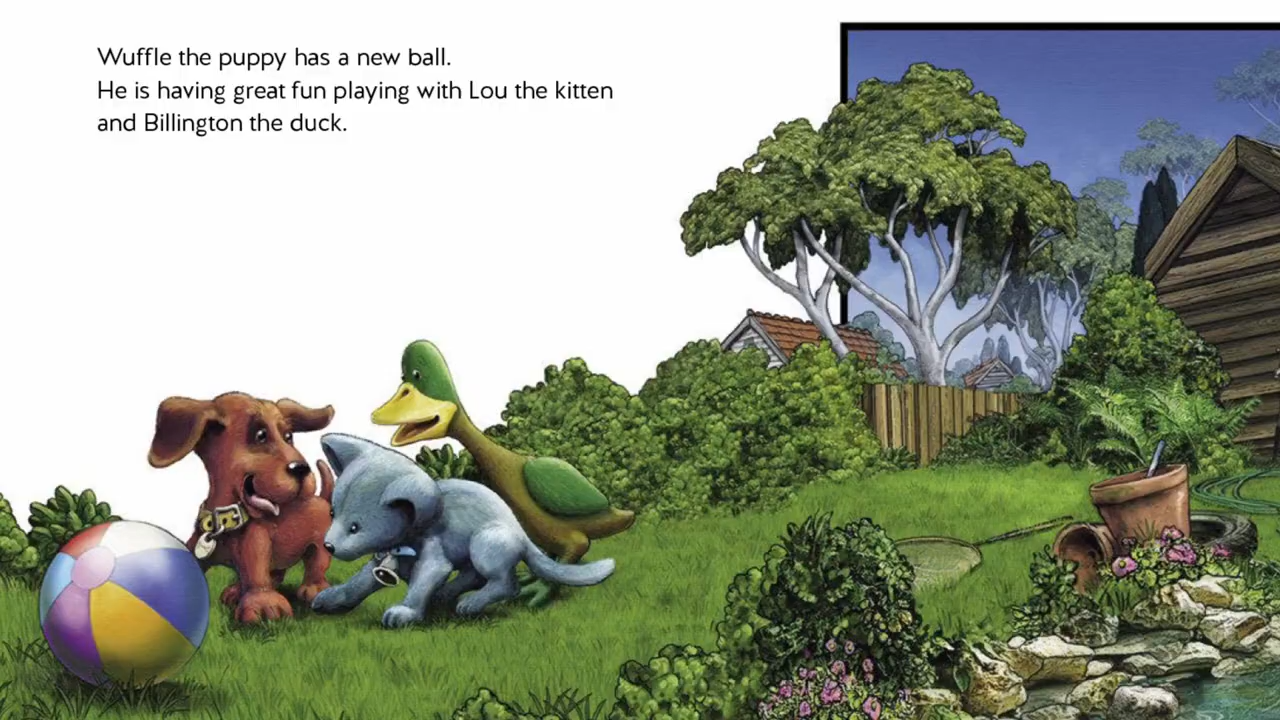 Wuffle the puppy has a new ball.
He is having great fun playing with Lou the kitten
and Billington the duck.